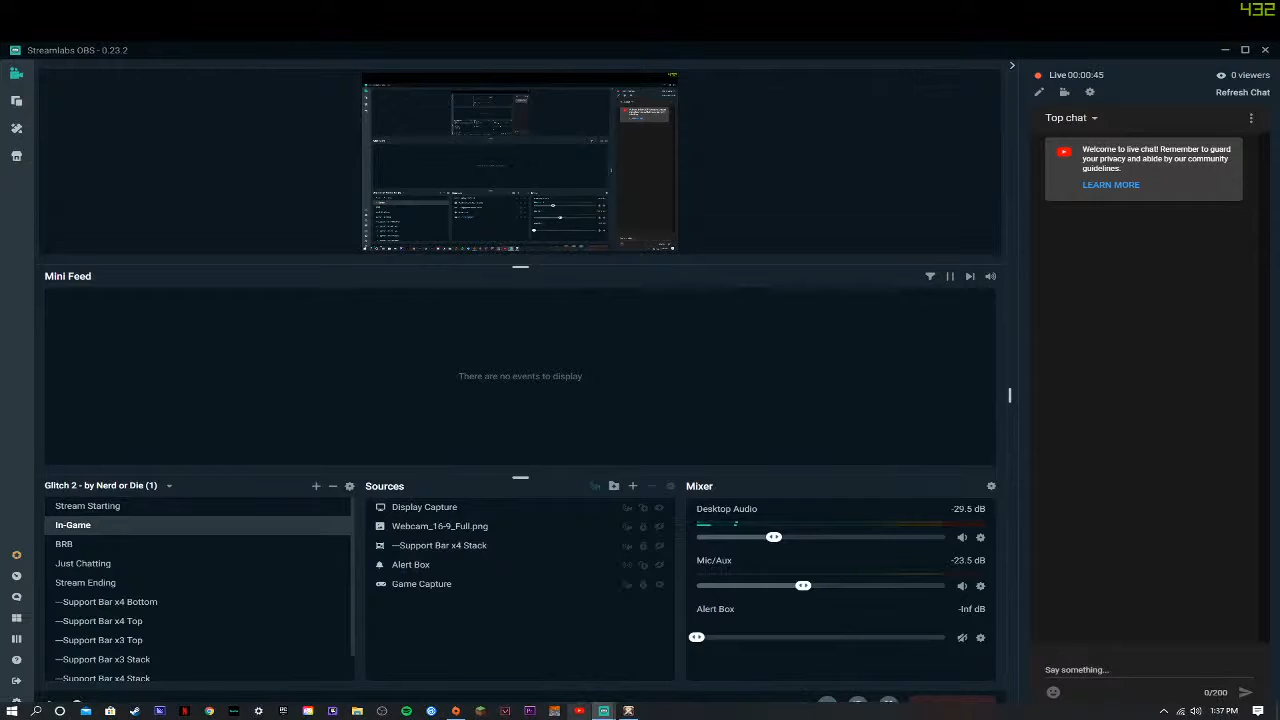 432
Streamlabs OBS - 0.23.2
Live 00:00:45
0 viewers
Refresh Chat
Top chat
Welcome to live chat! Remember to guard
your privacy and abide by our community
guidelines.
LEARN MORE
Mini Feed
There are no events to display
Glitch 2 - by Nerd or Die (1)
Stream Starting
In-Game
BRB
Just Chatting
Stream Ending
—Support Bar x4 Bottom
—Support Bar x4 Top
—Support Bar x3 Top
—Support Bar x3 Stack
—Support Bar x4 Stack
Sources
Display Capture
Webcam_16-9_Full.png
—Support Bar x4 Stack
Alert Box
Game Capture
Mixer
Desktop Audio
-29.5 dB
Mic/Aux
-23.5 dB
Alert Box
-Inf dB
Say something...
0/200
1:37 PM